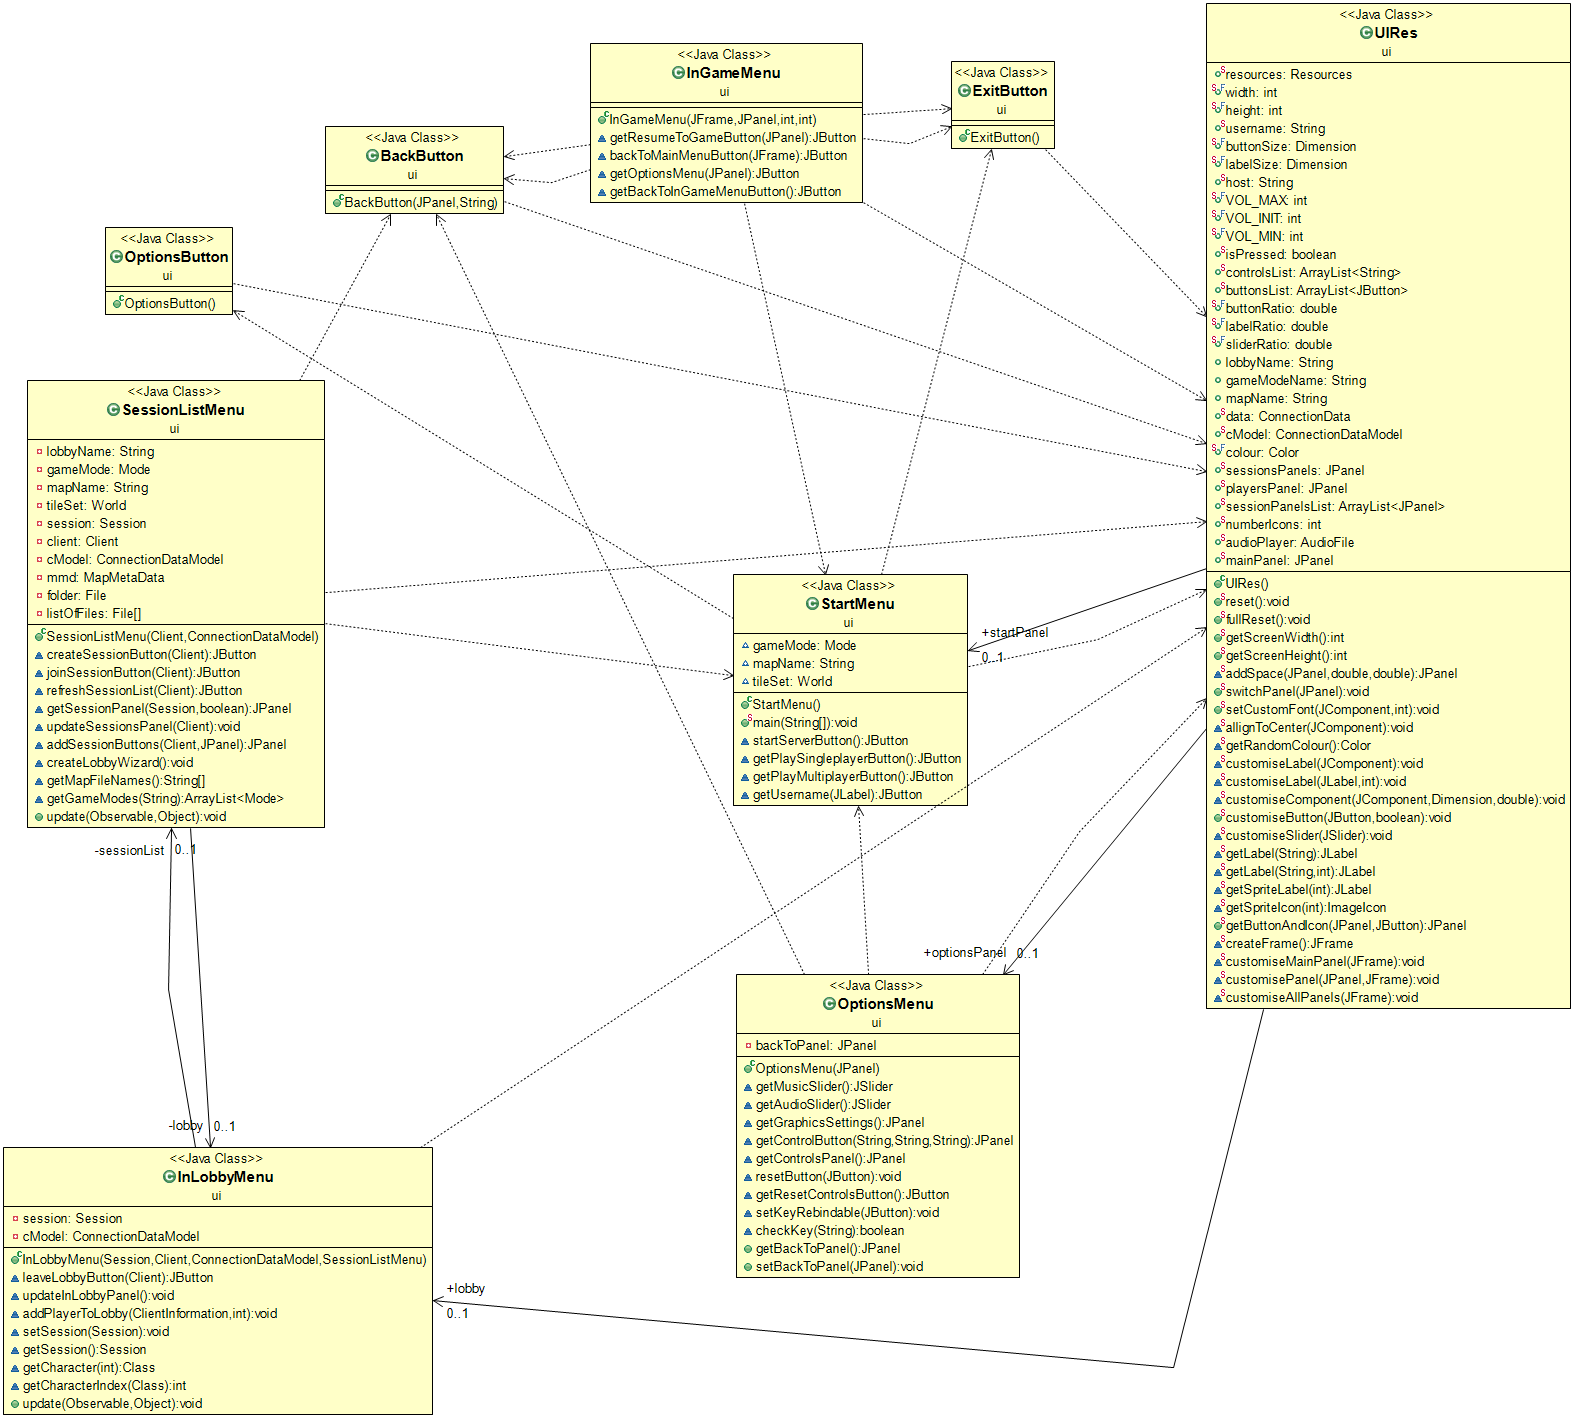 <<Java Class>>
UIRes
ui
resources: Resources
width: int
height: int
username: String
buttonSize: Dimension
labelSize: Dimension
host: String
VOL_MAX: int
VOL_INIT: int
VOL_MIN: int
isPressed: boolean
controlsList: ArrayList<String>
buttonsList: ArrayList<JButton>
buttonRatio: double
labelRatio: double
sliderRatio: double
lobbyName: String
gameModeName: String
mapName: String
data: ConnectionData
cModel: ConnectionDataModel
colour: Color
sessionsPanels: JPanel
playersPanel: JPanel
sessionPanelsList: ArrayList<JPanel>
numberIcons: int
audioPlayer: AudioFile
mainPanel: JPanel
UIRes()
reset():void
fullReset():void
getScreenWidth():int
getScreenHeight():int
addSpace(JPanel,double,double):JPanel
switchPanel(JPanel):void
setCustomFont(JComponent,int):void
allignToCenter(JComponent):void
getRandomColour():Color
customiseLabel(JComponent):void
customiseLabel(JLabel,int):void
customiseComponent(JComponent,Dimension,double):void
customiseButton(JButton,boolean):void
customiseSlider(JSlider):void
getLabel(String):JLabel
getLabel(String,int):JLabel
getSpriteLabel(int):JLabel
getSpriteIcon(int):ImageIcon
getButtonAndIcon(JPanel,JButton):JPanel
createFrame():JFrame
customiseMainPanel(JFrame):void
customisePanel(JPanel,JFrame):void
customiseAllPanels(JFrame):void
<<Java Class>>
InGameMenu
ui
InGameMenu(JFrame,JPanel,int,int)
getResumeToGameButton(JPanel):JButton
backToMainMenuButton(JFrame):JButton
getOptionsMenu(JPanel):JButton
getBackToInGameMenuButton():JButton
<<Java Class>>
ExitButton
ui
ExitButton()
<<Java Class>>
BackButton
ui
BackButton(JPanel,String)
<<Java Class>>
OptionsButton
ui
OptionsButton()
<<Java Class>>
SessionListMenu
ui
lobbyName: String
gameMode: Mode
mapName: String
tileSet: World
session: Session
client: Client
cModel: ConnectionDataModel
mmd: MapMetaData
folder: File
listOfFiles: File[]
SessionListMenu(Client,ConnectionDataModel)
createSessionButton(Client):JButton
joinSessionButton(Client):JButton
refreshSessionList(Client):JButton
getSessionPanel(Session,boolean):JPanel
updateSessionsPanel(Client):void
addSessionButtons(Client,JPanel):JPanel
createLobbyWizard():void
getMapFileNames():String[]
getGameModes(String):ArrayList<Mode>
update(Observable,Object):void
<<Java Class>>
StartMenu
ui
gameMode: Mode
mapName: String
tileSet: World
StartMenu()
main(String[]):void
startServerButton():JButton
getPlaySingleplayerButton():JButton
getPlayMultiplayerButton():JButton
getUsername(JLabel):JButton
+startPanel
0..1
-sessionList
0..1
+optionsPanel
0..1
<<Java Class>>
OptionsMenu
ui
backToPanel: JPanel
OptionsMenu(JPanel)
getMusicSlider():JSlider
getAudioSlider():JSlider
getGraphicsSettings():JPanel
getControlButton(String,String,String):JPanel
getControlsPanel():JPanel
resetButton(JButton):void
getResetControlsButton():JButton
setKeyRebindable(JButton):void
checkKey(String):boolean
getBackToPanel():JPanel
setBackToPanel(JPanel):void
-lobby
0..1
<<Java Class>>
InLobbyMenu
ui
session: Session
cModel: ConnectionDataModel
InLobbyMenu(Session,Client,ConnectionDataModel,SessionListMenu)
leaveLobbyButton(Client):JButton
updateInLobbyPanel():void
addPlayerToLobby(ClientInformation,int):void
setSession(Session):void
getSession():Session
getCharacter(int):Class
getCharacterIndex(Class):int
update(Observable,Object):void
+lobby
0..1